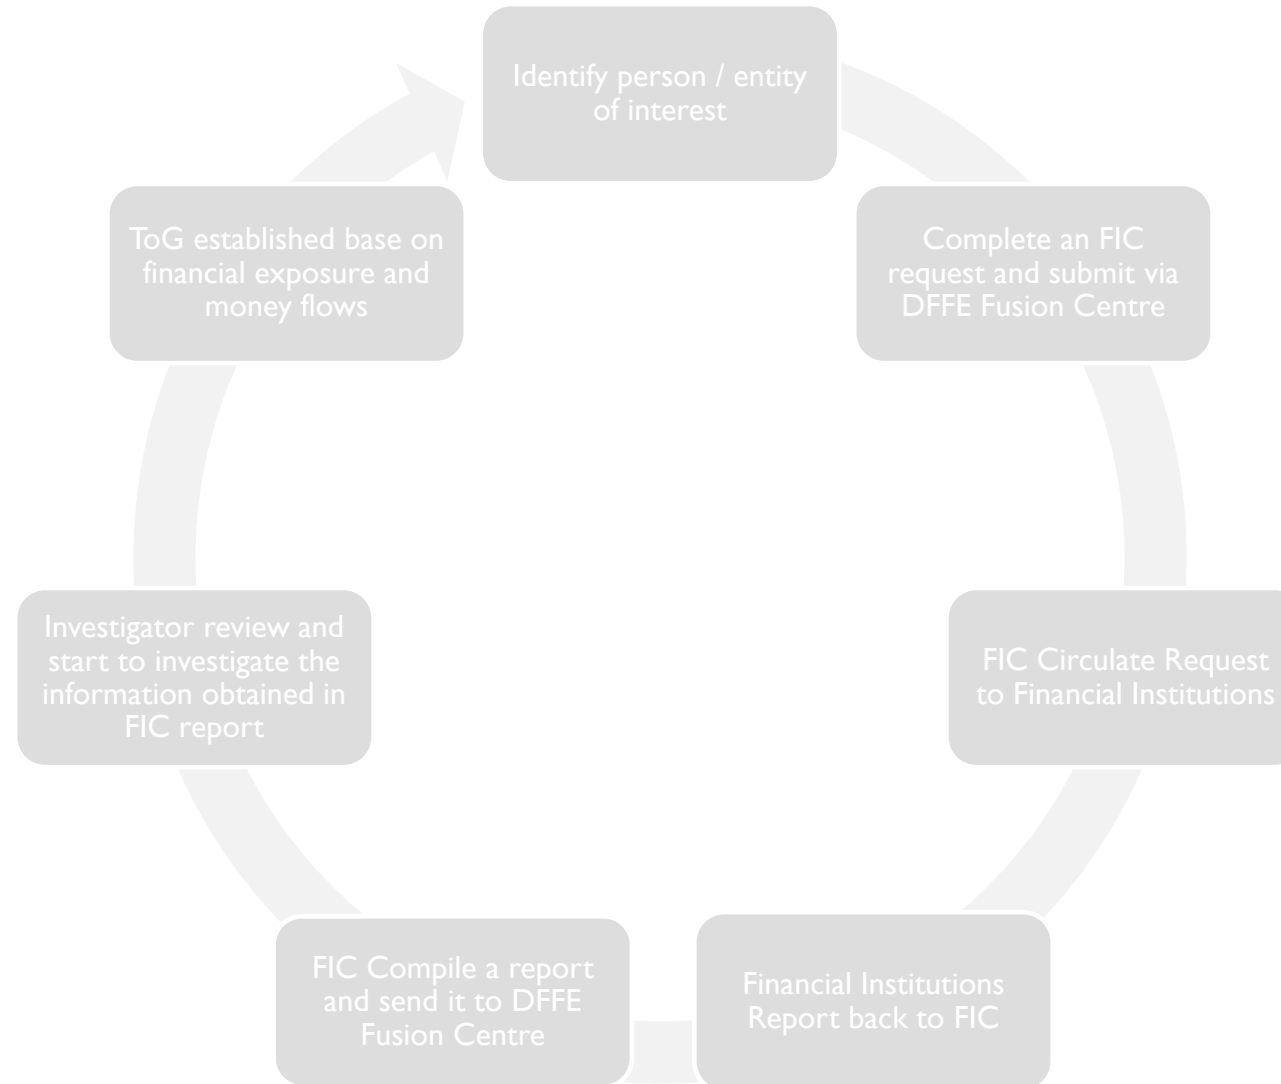 Identify person / entity
of interest
Complete an FIC
request and submit via
DFFE Fusion Centre
FIC Circulate Request
to Financial Institutions
Financial Institutions
Report back to FIC
FIC Compile a report
and send it to DFFE
Fusion Centre
Investigator review and
start to investigate the
information obtained in
FIC report
ToG established base on
financial exposure and
money flows